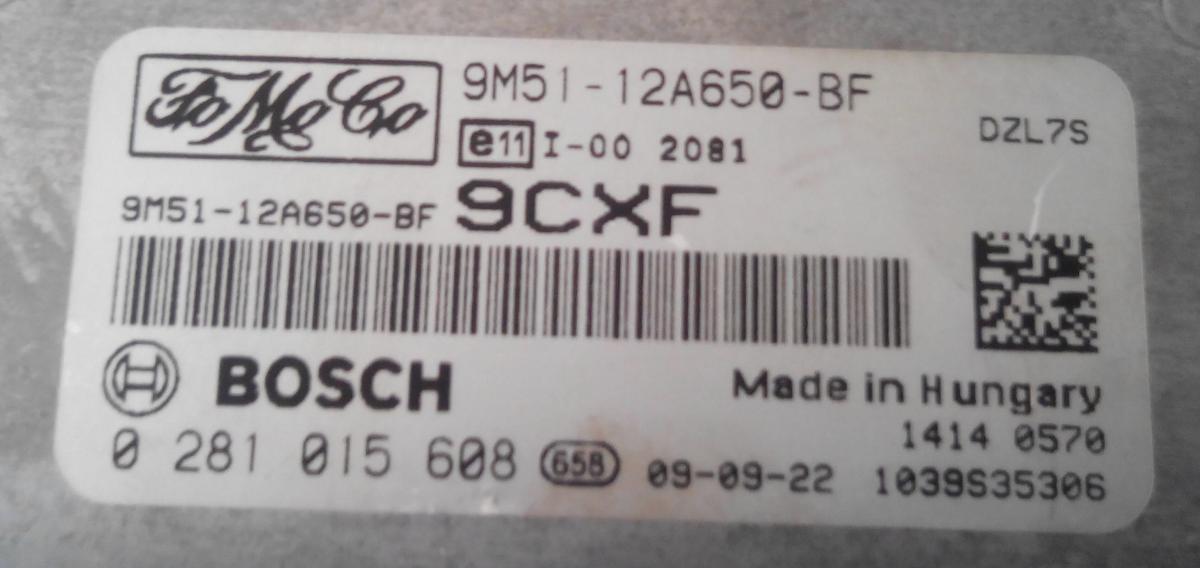 FoMoCo 9M51-12A650-BF
e11 I-00 2081 DZL7S
9M51-12A650-BF 9CXF
BOSCH
Made in Hungary
1414 0570
0 281 015 608 658 09-09-22 1039S35306